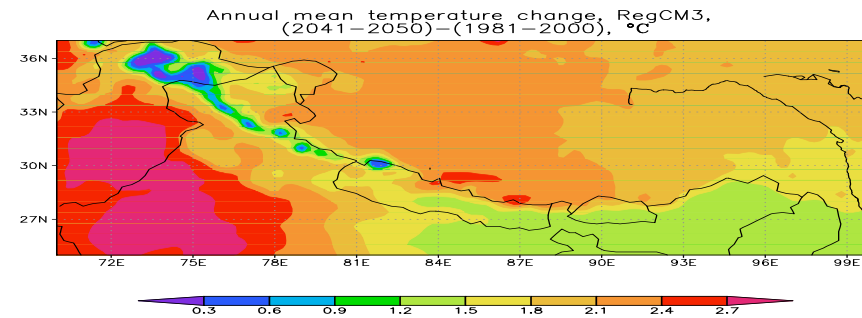 Annual mean temperature change, RegCM3,
(2041−2050)−(1981−2000), °C
36N
33N
30N
27N
72E 75E 78E 81E 84E 87E 90E 93E 96E 99E
0.3 0.6 0.9 1.2 1.5 1.8 2.1 2.4 2.7